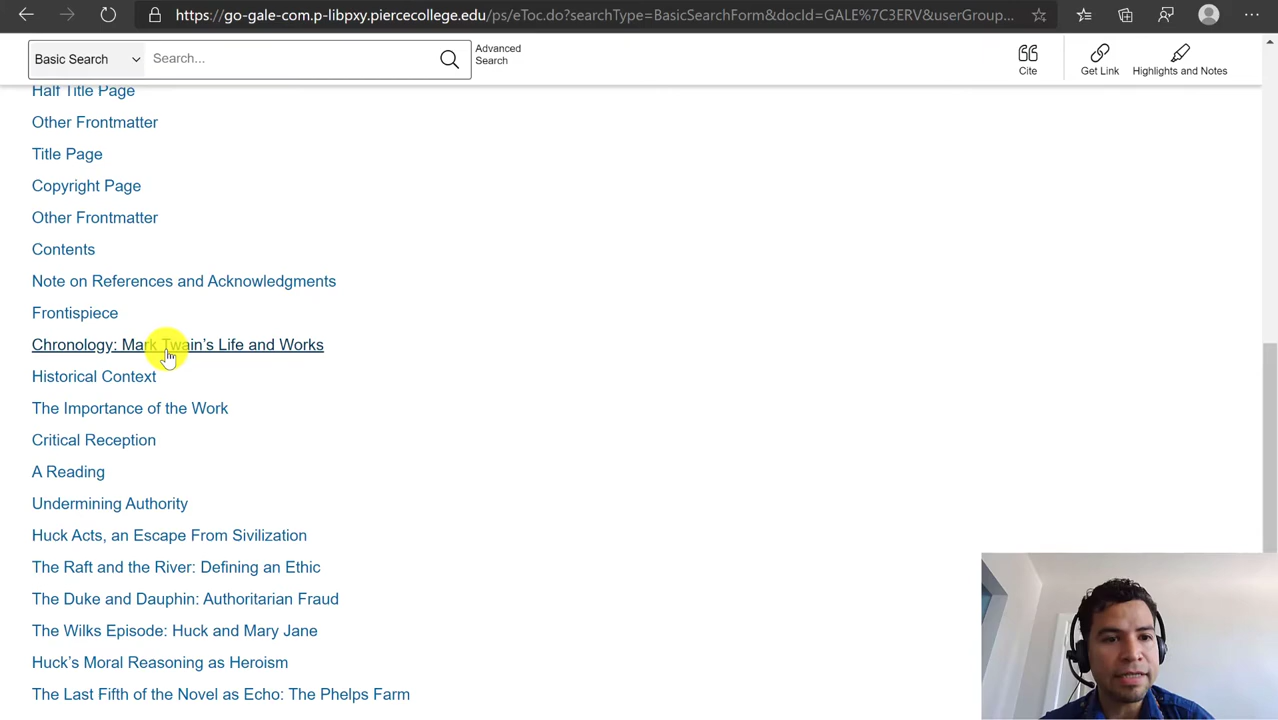 https://go-gale-com.p-libpxy.piercecollege.edu/ps/eToc.do?searchType=BasicSearchForm&docId=GALE%7C3ERV&userGroup...
Basic Search
Search...
Advanced
Search
Cite
Get Link
Highlights and Notes
Half Title Page
Other Frontmatter
Title Page
Copyright Page
Other Frontmatter
Contents
Note on References and Acknowledgments
Frontispiece
Chronology: Mark Twain’s Life and Works
Historical Context
The Importance of the Work
Critical Reception
A Reading
Undermining Authority
Huck Acts, an Escape From Sivilization
The Raft and the River: Defining an Ethic
The Duke and Dauphin: Authoritarian Fraud
The Wilks Episode: Huck and Mary Jane
Huck’s Moral Reasoning as Heroism
The Last Fifth of the Novel as Echo: The Phelps Farm